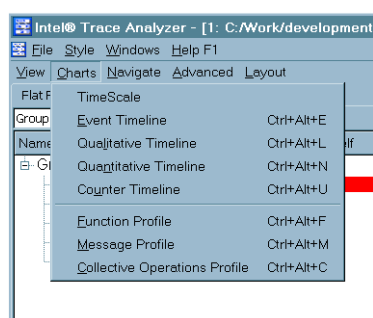 Intel® Trace Analyzer - [1: C:/Work/development
File Style Windows Help F1
View Charts Navigate Advanced Layout
Flat
TimeScale
Group
Event Timeline Ctrl+Alt+E
Name
Qualitative Timeline Ctrl+Alt+L
Quantitative Timeline Ctrl+Alt+N
Counter Timeline Ctrl+Alt+U
Function Profile Ctrl+Alt+F
Message Profile Ctrl+Alt+M
Collective Operations Profile Ctrl+Alt+C